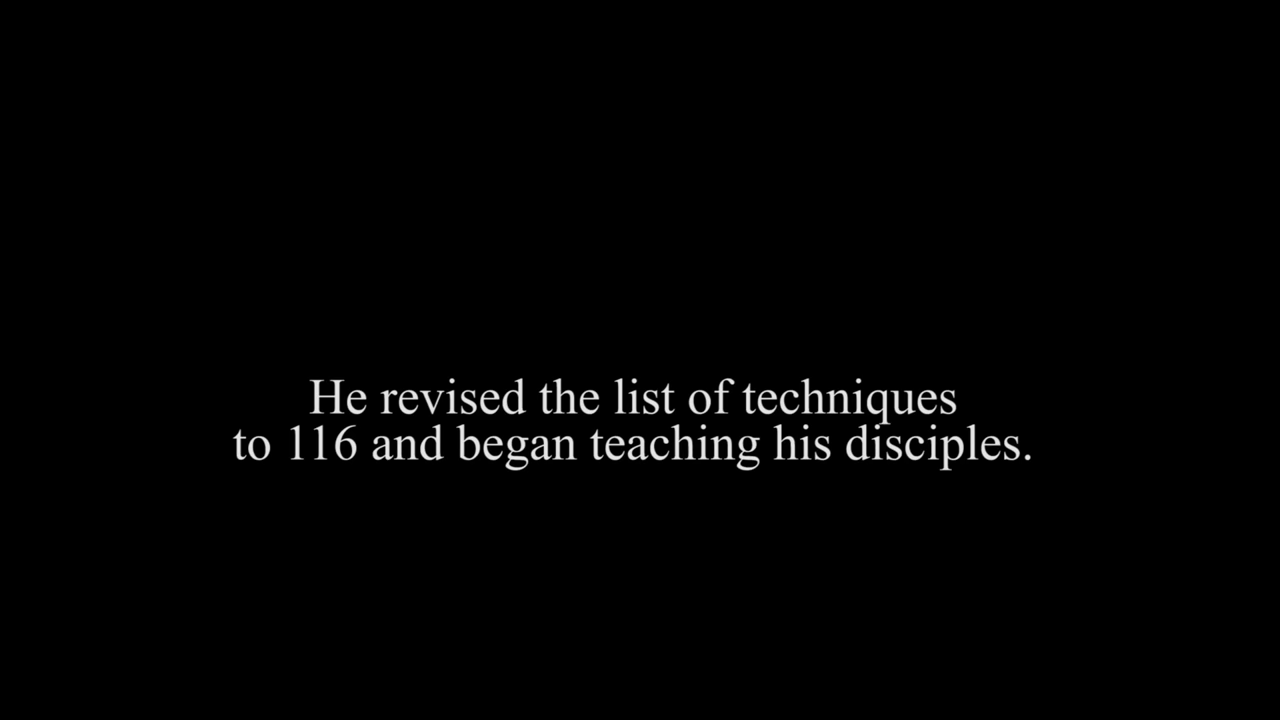 He revised the list of techniques
to 116 and began teaching his disciples.